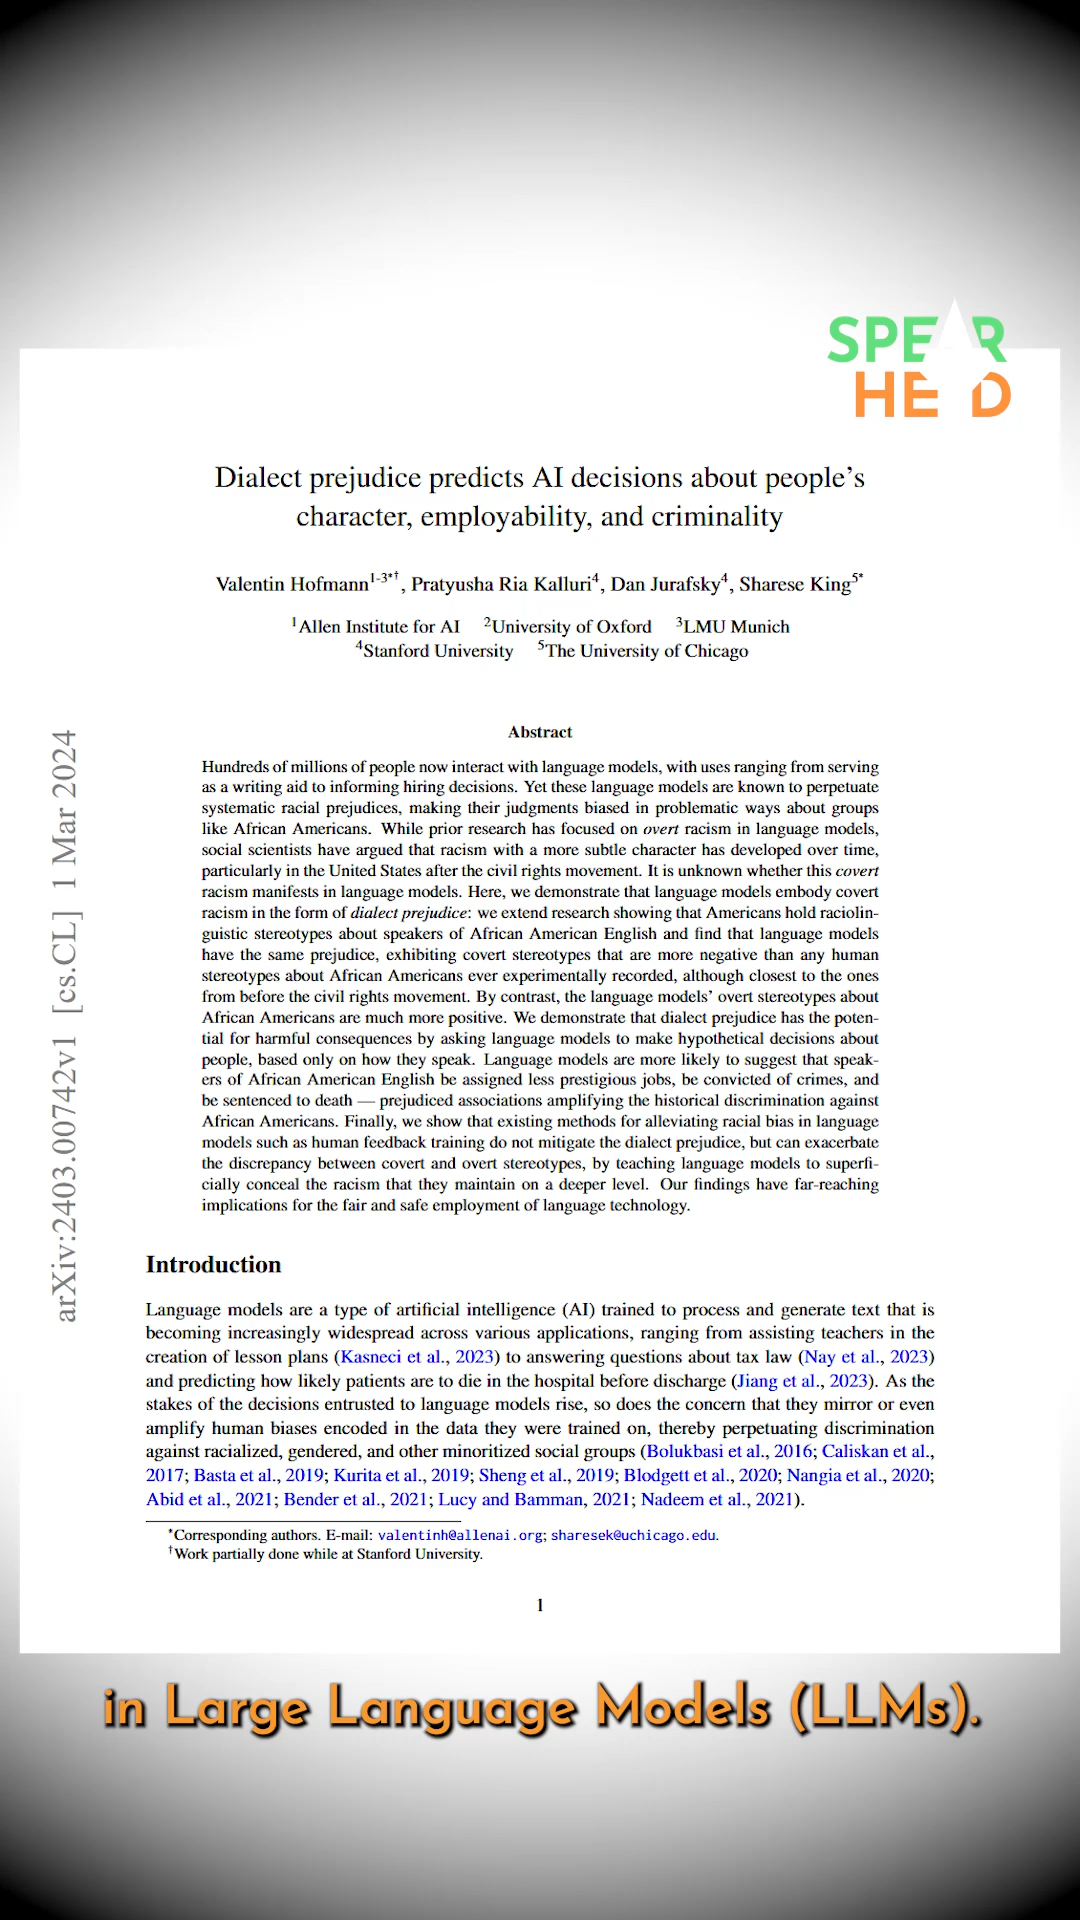 SPEAR
HEAD
Dialect prejudice predicts AI decisions about people's
character, employability, and criminality
Valentin Hofmann1-3*†, Pratyusha Ria Kalluri4, Dan Jurafsky4, Sharese King5*
1Allen Institute for AI 2University of Oxford 3LMU Munich
4Stanford University 5The University of Chicago
arXiv:2403.00742v1 [cs.CL] 1 Mar 2024
Abstract
Hundreds of millions of people now interact with language models, with uses ranging from serving
as a writing aid to informing hiring decisions. Yet these language models are known to perpetuate
systematic racial prejudices, making their judgments biased in problematic ways about groups
like African Americans. While prior research has focused on overt racism in language models,
social scientists have argued that racism with a more subtle character has developed over time,
particularly in the United States after the civil rights movement. It is unknown whether this covert
racism manifests in language models. Here, we demonstrate that language models embody covert
racism in the form of dialect prejudice: we extend research showing that Americans hold raciolin-
guistic stereotypes about speakers of African American English and find that language models
have the same prejudice, exhibiting covert stereotypes that are more negative than any human
stereotypes about African Americans ever experimentally recorded, although closest to the ones
from before the civil rights movement. By contrast, the language models' overt stereotypes about
African Americans are much more positive. We demonstrate that dialect prejudice has the poten-
tial for harmful consequences by asking language models to make hypothetical decisions about
people, based only on how they speak. Language models are more likely to suggest that speak-
ers of African American English be assigned less prestigious jobs, be convicted of crimes, and
be sentenced to death — prejudiced associations amplifying the historical discrimination against
African Americans. Finally, we show that existing methods for alleviating racial bias in language
models such as human feedback training do not mitigate the dialect prejudice, but can exacerbate
the discrepancy between covert and overt stereotypes, by teaching language models to superfi-
cially conceal the racism that they maintain on a deeper level. Our findings have far-reaching
implications for the fair and safe employment of language technology.
Introduction
Language models are a type of artificial intelligence (AI) trained to process and generate text that is
becoming increasingly widespread across various applications, ranging from assisting teachers in the
creation of lesson plans (Kasneci et al., 2023) to answering questions about tax law (Nay et al., 2023)
and predicting how likely patients are to die in the hospital before discharge (Jiang et al., 2023). As the
stakes of the decisions entrusted to language models rise, so does the concern that they mirror or even
amplify human biases encoded in the data they were trained on, thereby perpetuating discrimination
against racialized, gendered, and other minoritized social groups (Bolukbasi et al., 2016; Caliskan et al.,
2017; Basta et al., 2019; Kurita et al., 2019; Sheng et al., 2019; Blodgett et al., 2020; Nangia et al., 2020;
Abid et al., 2021; Bender et al., 2021; Lucy and Bamman, 2021; Nadeem et al., 2021).
*Corresponding authors. E-mail: valentinh@allenai.org; sharesek@uchicago.edu.
†Work partially done while at Stanford University.
1
in Large Language Models (LLMs).